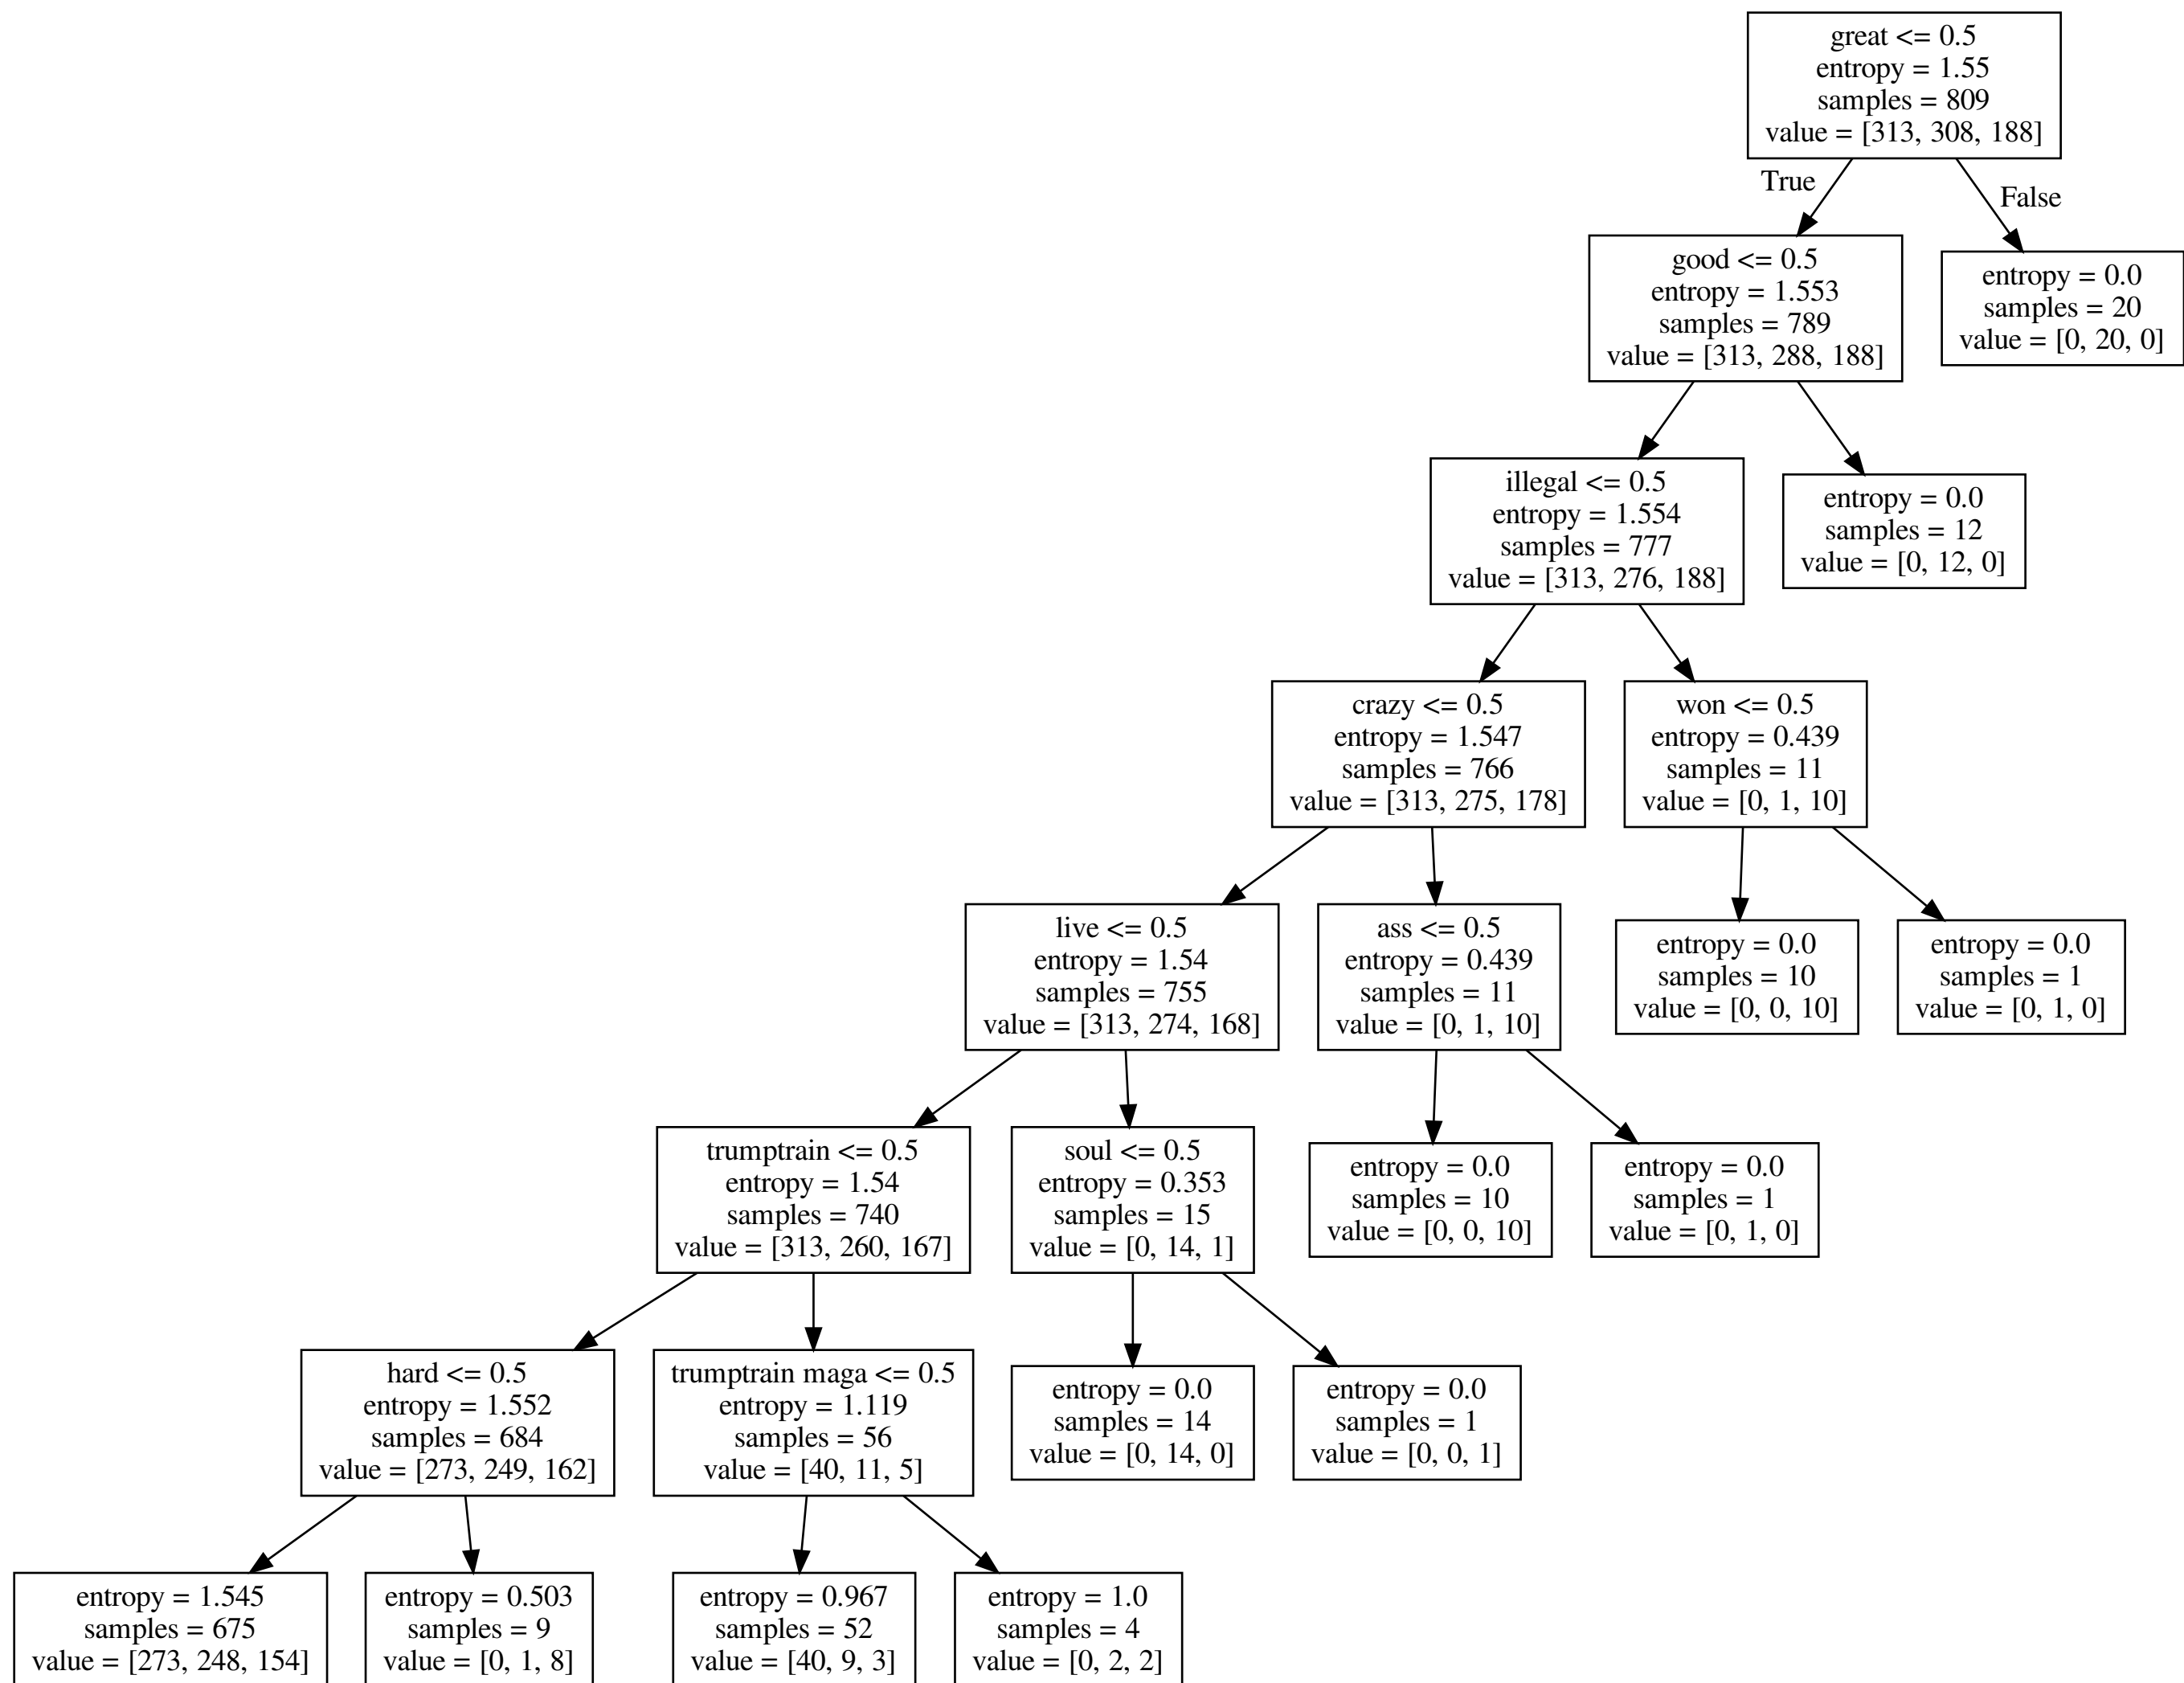 great <= 0.5
entropy = 1.55
samples = 809
value = [313, 308, 188]
True
False
good <= 0.5
entropy = 1.553
samples = 789
value = [313, 288, 188]
entropy = 0.0
samples = 20
value = [0, 20, 0]
illegal <= 0.5
entropy = 1.554
samples = 777
value = [313, 276, 188]
entropy = 0.0
samples = 12
value = [0, 12, 0]
crazy <= 0.5
entropy = 1.547
samples = 766
value = [313, 275, 178]
won <= 0.5
entropy = 0.439
samples = 11
value = [0, 1, 10]
live <= 0.5
entropy = 1.54
samples = 755
value = [313, 274, 168]
ass <= 0.5
entropy = 0.439
samples = 11
value = [0, 1, 10]
entropy = 0.0
samples = 10
value = [0, 0, 10]
entropy = 0.0
samples = 1
value = [0, 1, 0]
trumptrain <= 0.5
entropy = 1.54
samples = 740
value = [313, 260, 167]
soul <= 0.5
entropy = 0.353
samples = 15
value = [0, 14, 1]
entropy = 0.0
samples = 10
value = [0, 0, 10]
entropy = 0.0
samples = 1
value = [0, 1, 0]
hard <= 0.5
entropy = 1.552
samples = 684
value = [273, 249, 162]
trumptrain maga <= 0.5
entropy = 1.119
samples = 56
value = [40, 11, 5]
entropy = 0.0
samples = 14
value = [0, 14, 0]
entropy = 0.0
samples = 1
value = [0, 0, 1]
entropy = 1.545
samples = 675
value = [273, 248, 154]
entropy = 0.503
samples = 9
value = [0, 1, 8]
entropy = 0.967
samples = 52
value = [40, 9, 3]
entropy = 1.0
samples = 4
value = [0, 2, 2]